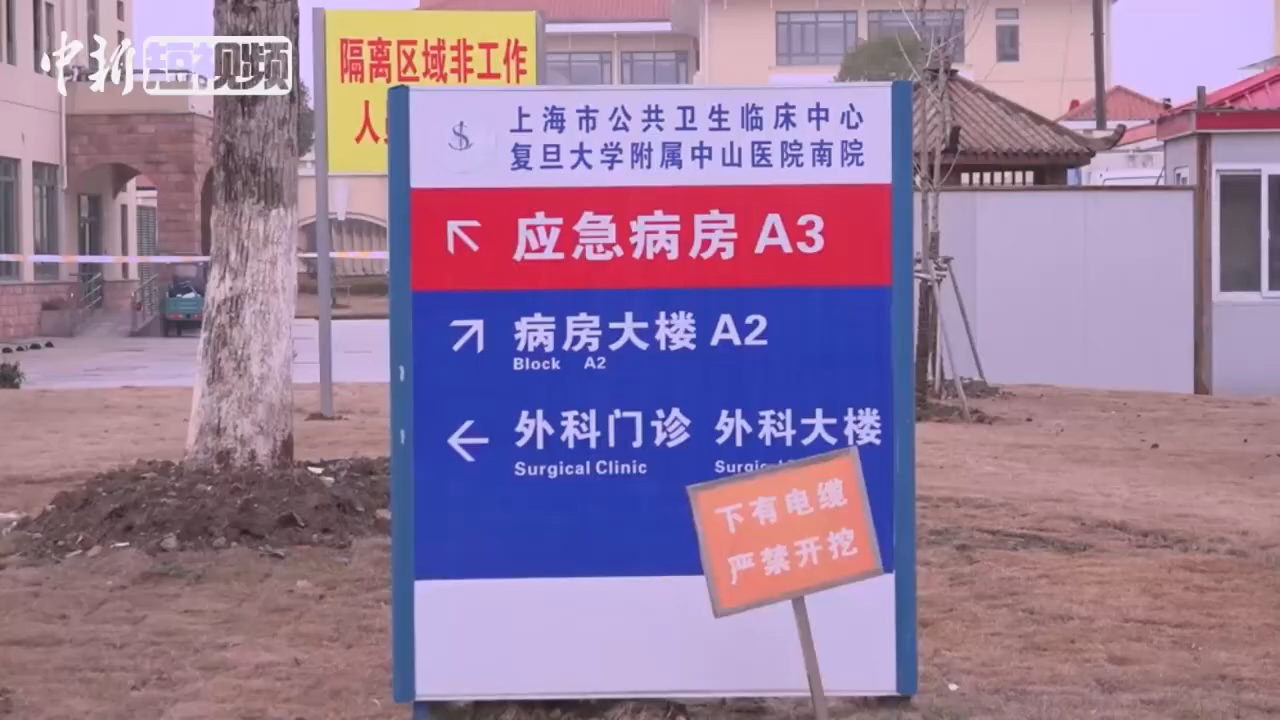 中新短视频
隔离区域非工作
人
上海市公共卫生临床中心
复旦大学附属中山医院南院
应急病房 A3
病房大楼 A2
Block A2
外科门诊 外科大楼
Surgical Clinic
下有电缆
严禁开挖